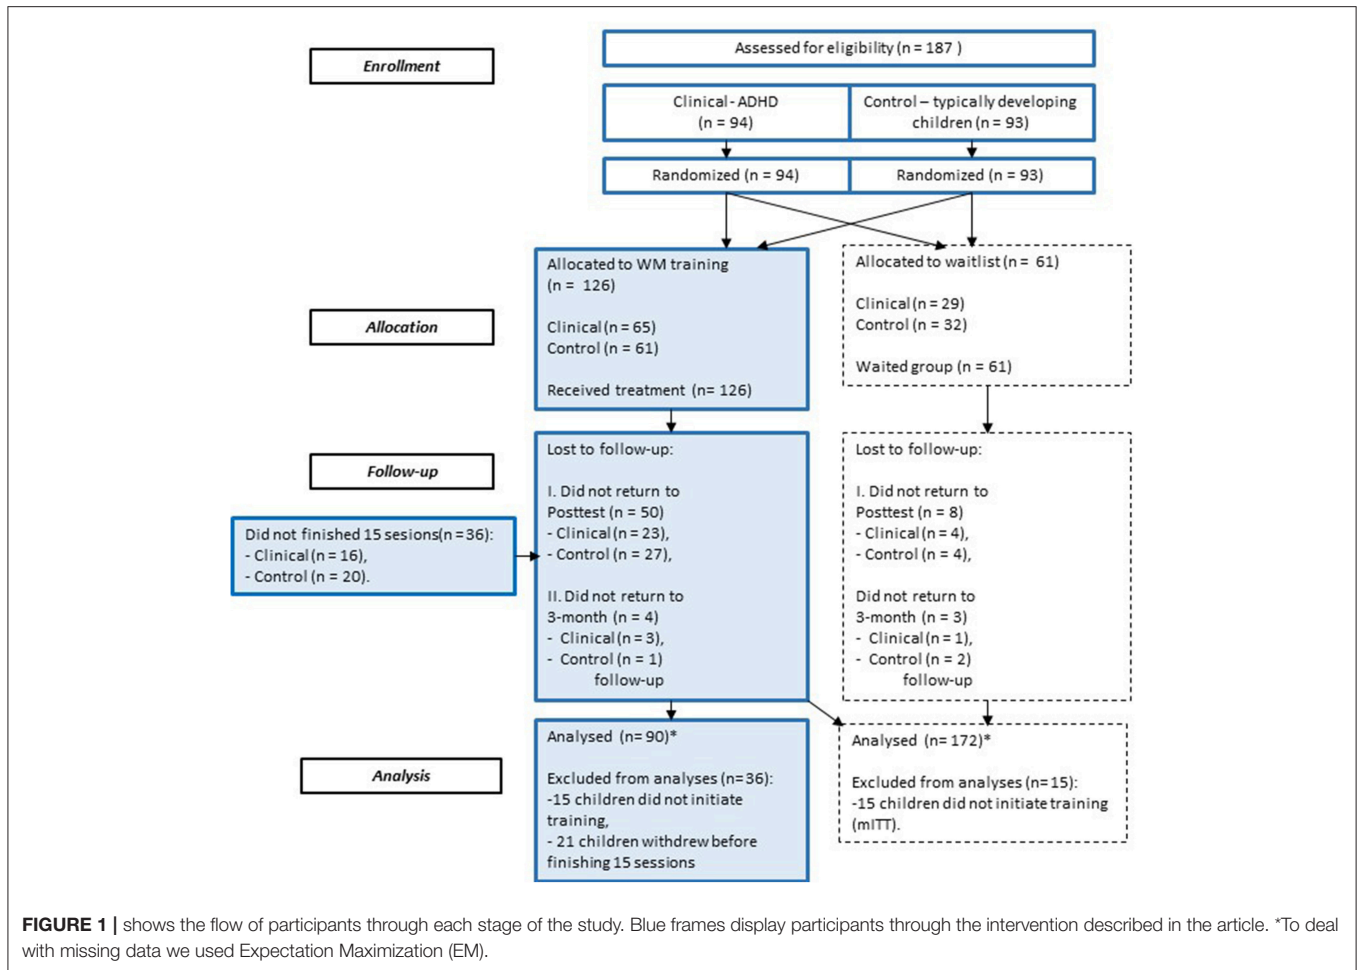 Enrollment
Assessed for eligibility (n = 187 )
Clinical - ADHD
(n = 94)
Control – typically developing
children (n = 93)
Randomized (n = 94)
Randomized (n = 93)
Allocation
Allocated to WM training
(n = 126)
Clinical (n = 65)
Control (n = 61)
Received treatment (n= 126)
Allocated to waitlist (n = 61)
Clinical (n = 29)
Control (n = 32)
Waited group (n = 61)
Follow-up
Did not finished 15 sesions(n = 36):
- Clinical (n = 16),
- Control (n = 20).
Lost to follow-up:
I. Did not return to
Posttest (n = 50)
- Clinical (n = 23),
- Control (n = 27),
II. Did not return to
3-month (n = 4)
- Clinical (n = 3),
- Control (n = 1)
follow-up
Lost to follow-up:
I. Did not return to
Posttest (n = 8)
- Clinical (n = 4),
- Control (n = 4),
Did not return to
3-month (n = 3)
- Clinical (n = 1),
- Control (n = 2)
follow-up
Analysis
Analysed (n= 90)*
Excluded from analyses (n=36):
-15 children did not initiate
training,
- 21 children withdrew before
finishing 15 sessions
Analysed (n= 172)*
Excluded from analyses (n=15):
-15 children did not initiate training
(mITT).
FIGURE 1 | shows the flow of participants through each stage of the study. Blue frames display participants through the intervention described in the article. *To deal
with missing data we used Expectation Maximization (EM).